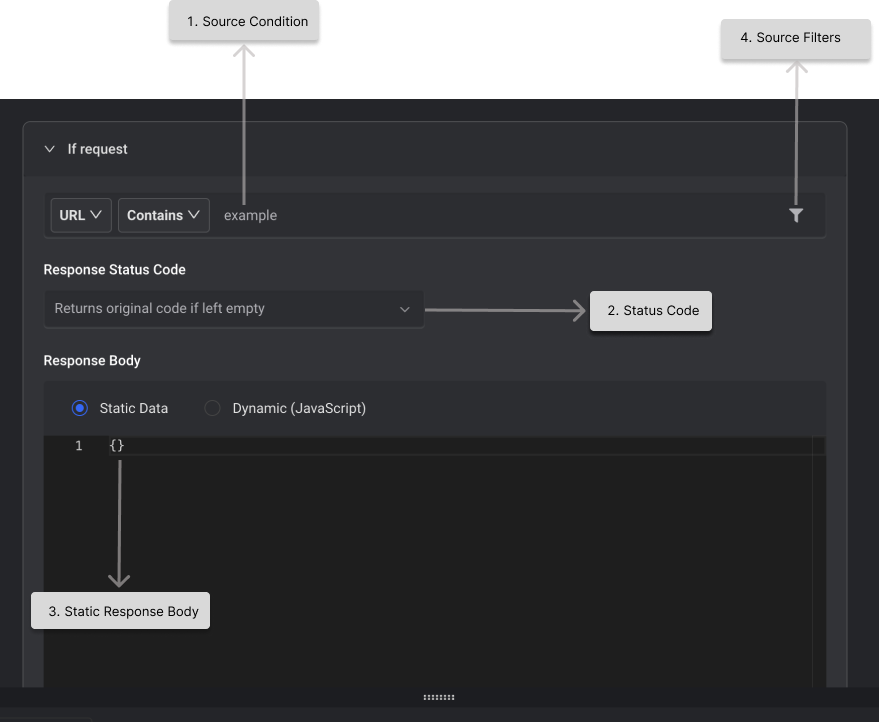 1. Source Condition
4. Source Filters
If request
URL Contains example
Response Status Code
Returns original code if left empty
2. Status Code
Response Body
Static Data Dynamic (JavaScript)
1 {}
3. Static Response Body